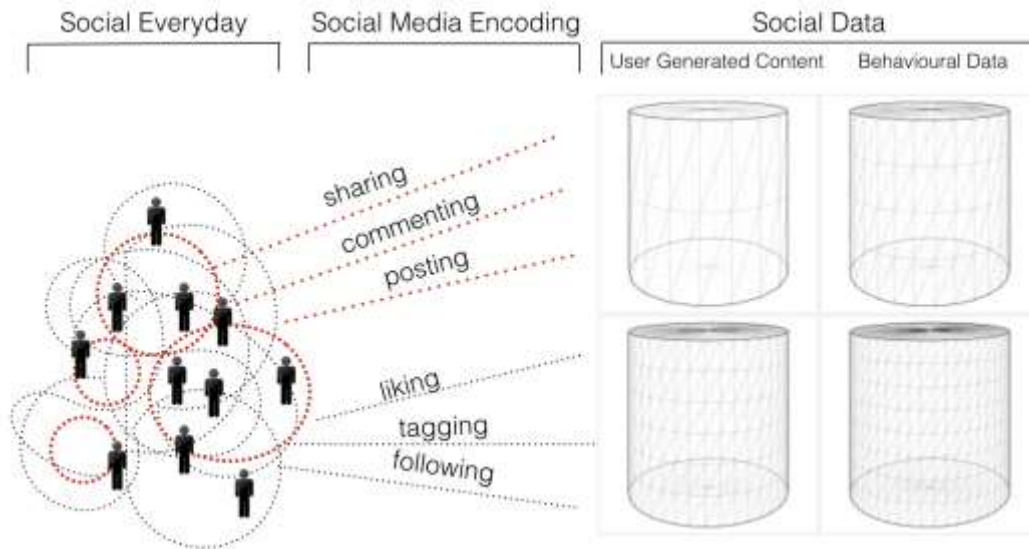 Social Everyday
Social Media Encoding
Social Data
User Generated Content
Behavioural Data
sharing
commenting
posting
liking
tagging
following